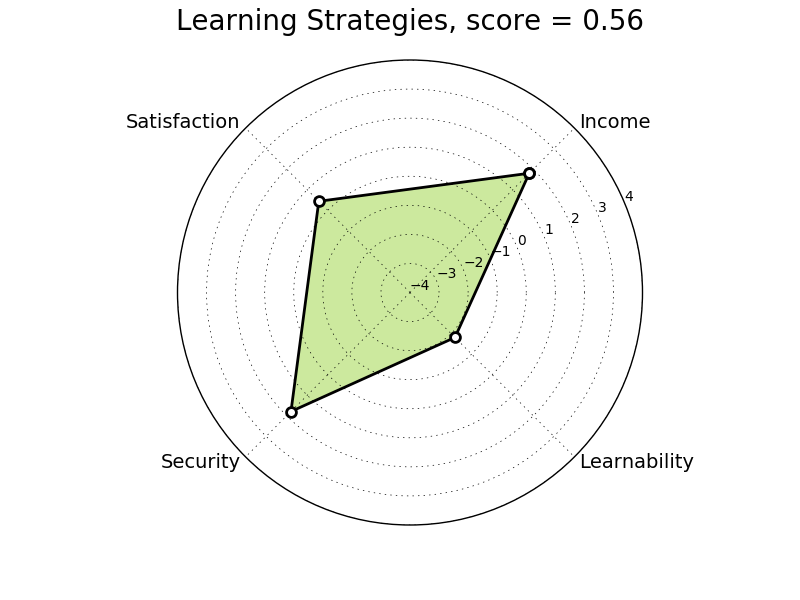 Learning Strategies, score = 0.56
Satisfaction
Income
4
3
2
1
0
−1
−2
−3
−4
Security
Learnability